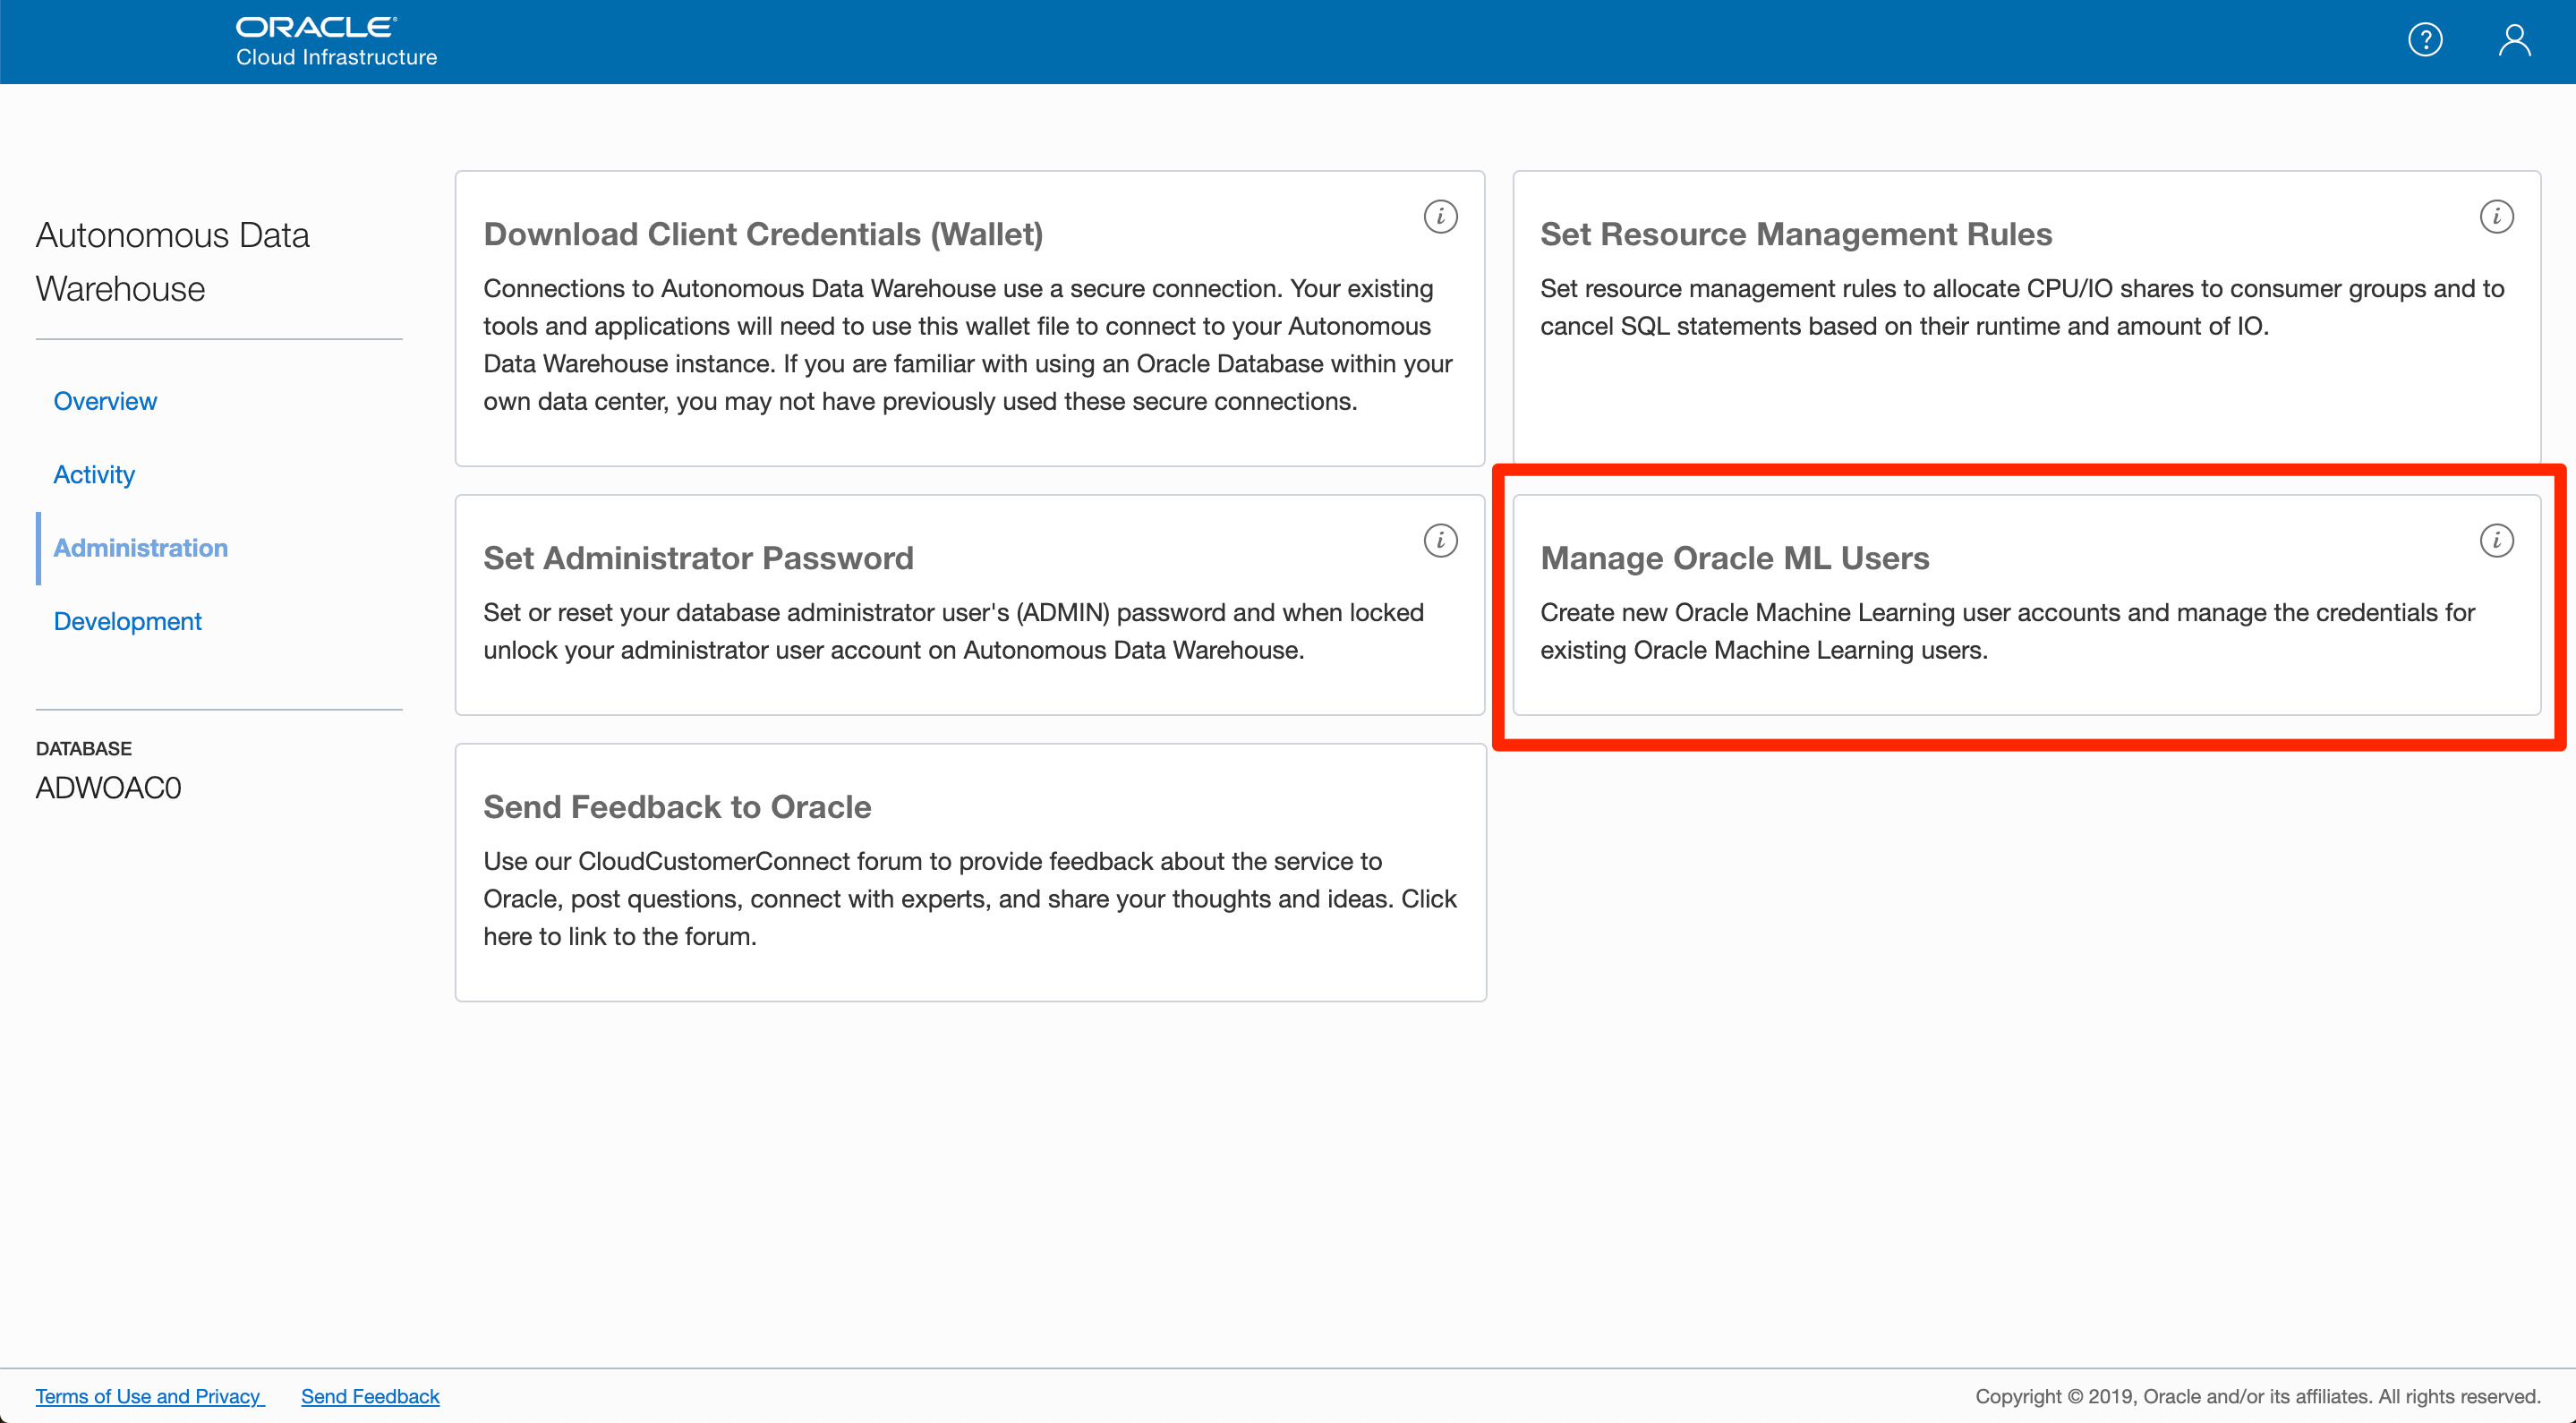 ORACLE
Cloud Infrastructure
Autonomous Data
Warehouse
Overview
Activity
Administration
Development
DATABASE
ADWOAC0
Download Client Credentials (Wallet)
Connections to Autonomous Data Warehouse use a secure connection. Your existing
tools and applications will need to use this wallet file to connect to your Autonomous
Data Warehouse instance. If you are familiar with using an Oracle Database within your
own data center, you may not have previously used these secure connections.
Set Resource Management Rules
Set resource management rules to allocate CPU/IO shares to consumer groups and to
cancel SQL statements based on their runtime and amount of IO.
Set Administrator Password
Set or reset your database administrator user's (ADMIN) password and when locked
unlock your administrator user account on Autonomous Data Warehouse.
Manage Oracle ML Users
Create new Oracle Machine Learning user accounts and manage the credentials for
existing Oracle Machine Learning users.
Send Feedback to Oracle
Use our CloudCustomerConnect forum to provide feedback about the service to
Oracle, post questions, connect with experts, and share your thoughts and ideas. Click
here to link to the forum.
Terms of Use and Privacy
Send Feedback
Copyright © 2019, Oracle and/or its affiliates. All rights reserved.